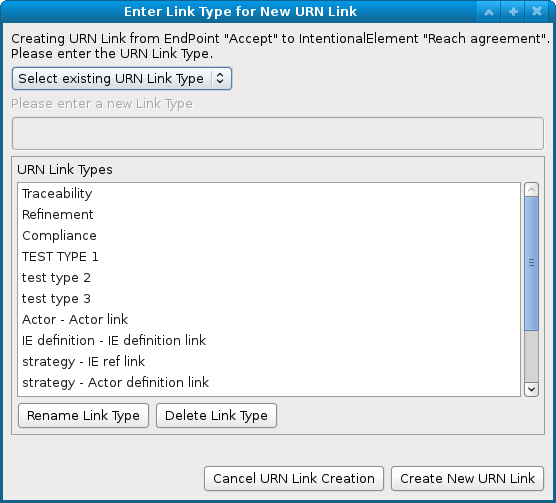 Enter Link Type for New URN Link
Creating URN Link from EndPoint "Accept" to IntentionalElement "Reach agreement".
Please enter the URN Link Type.
Select existing URN Link Type
Please enter a new Link Type
URN Link Types
Traceability
Refinement
Compliance
TEST TYPE 1
test type 2
test type 3
Actor - Actor link
IE definition - IE definition link
strategy - IE ref link
strategy - Actor definition link
Rename Link Type
Delete Link Type
Cancel URN Link Creation
Create New URN Link